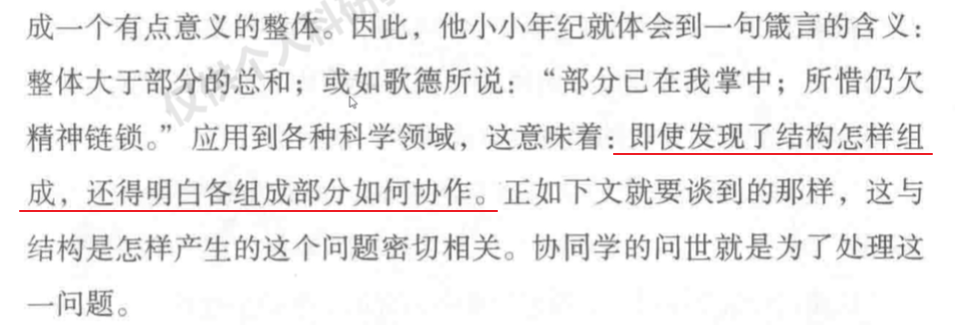 成一个有点意义的整体。因此，他小小年纪就体会到一句箴言的含义：
整体大于部分的总和；或如歌德所说：“部分已在我掌中；所惜仍欠
精神链锁。”应用到各种科学领域，这意味着：即使发现了结构怎样组
成，还得明白各组成部分如何协作。正如下文就要谈到的那样，这与
结构是怎样产生的这个问题密切相关。协同学的问世就是为了处理这
一问题。